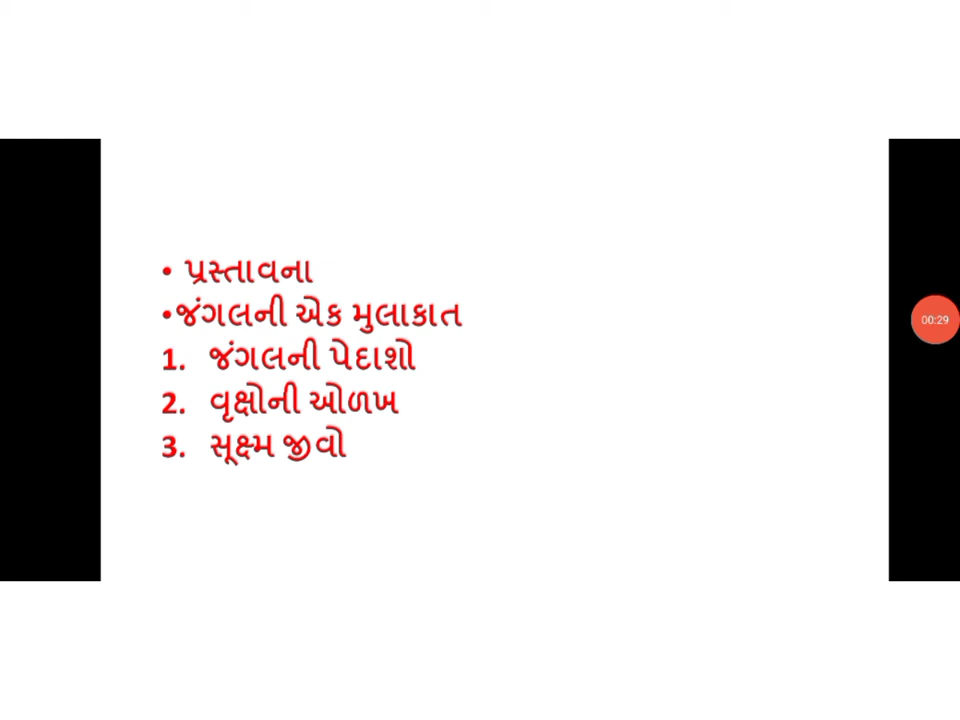 • પ્રસ્તાવના
•જંગલની એક મુલાકાત
1. જંગલની પેદાશો
2. વૃક્ષોની ઓળખ
3. સૂક્ષ્મ જીવો
00:29